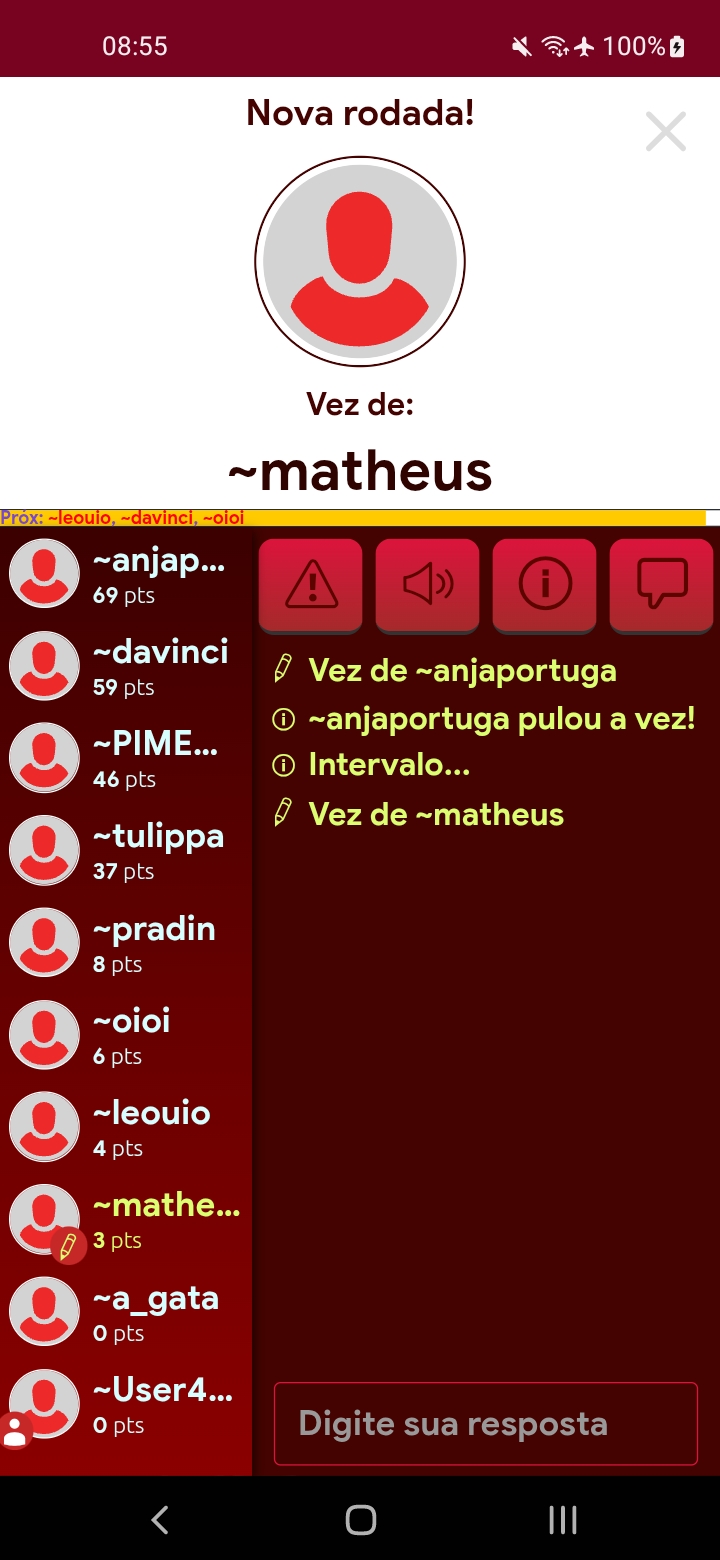 08:55
100%
Nova rodada!
Vez de:
~matheus
Próx: ~leouio, ~davinci, ~oioi
~anjap...
69 pts
~davinci
59 pts
~PIME...
46 pts
~tulippa
37 pts
~pradin
8 pts
~oioi
6 pts
~leouio
4 pts
~mathe...
3 pts
~a_gata
0 pts
~User4...
0 pts
Vez de ~anjaportuga
~anjaportuga pulou a vez!
Intervalo...
Vez de ~matheus
Digite sua resposta